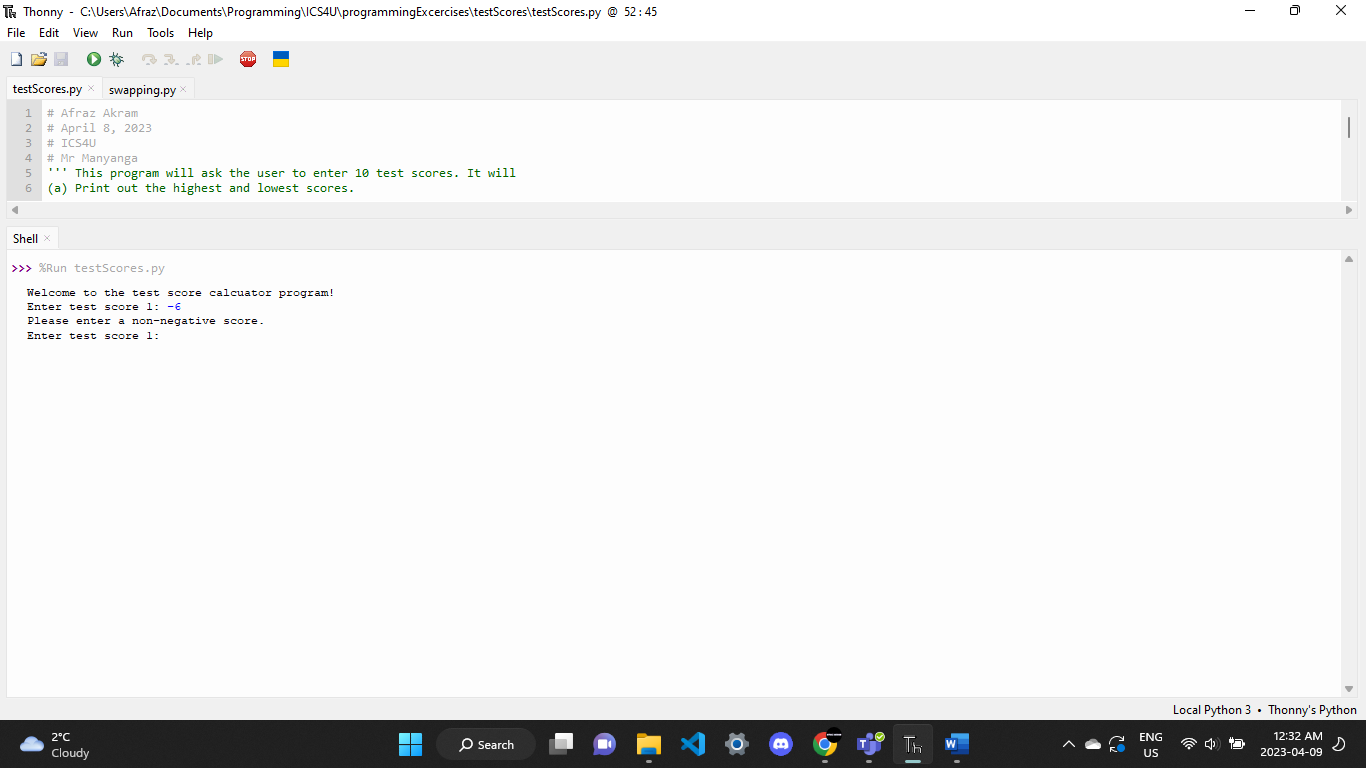 Thonny - C:\Users\Afraz\Documents\Programming\ICS4U\programmingExcercises\testScores\testScores.py @ 52:45
File Edit View Run Tools Help
STOP
testScores.py × swapping.py ×
1 # Afraz Akram
2 # April 8, 2023
3 # ICS4U
4 # Mr Manyanga
5 ''' This program will ask the user to enter 10 test scores. It will
6 (a) Print out the highest and lowest scores.
Shell ×
>>> %Run testScores.py
Welcome to the test score calcuator program!
Enter test score 1: -6
Please enter a non-negative score.
Enter test score 1:
Local Python 3 • Thonny's Python
2°C
Cloudy
Search
ENG
US
12:32 AM
2023-04-09